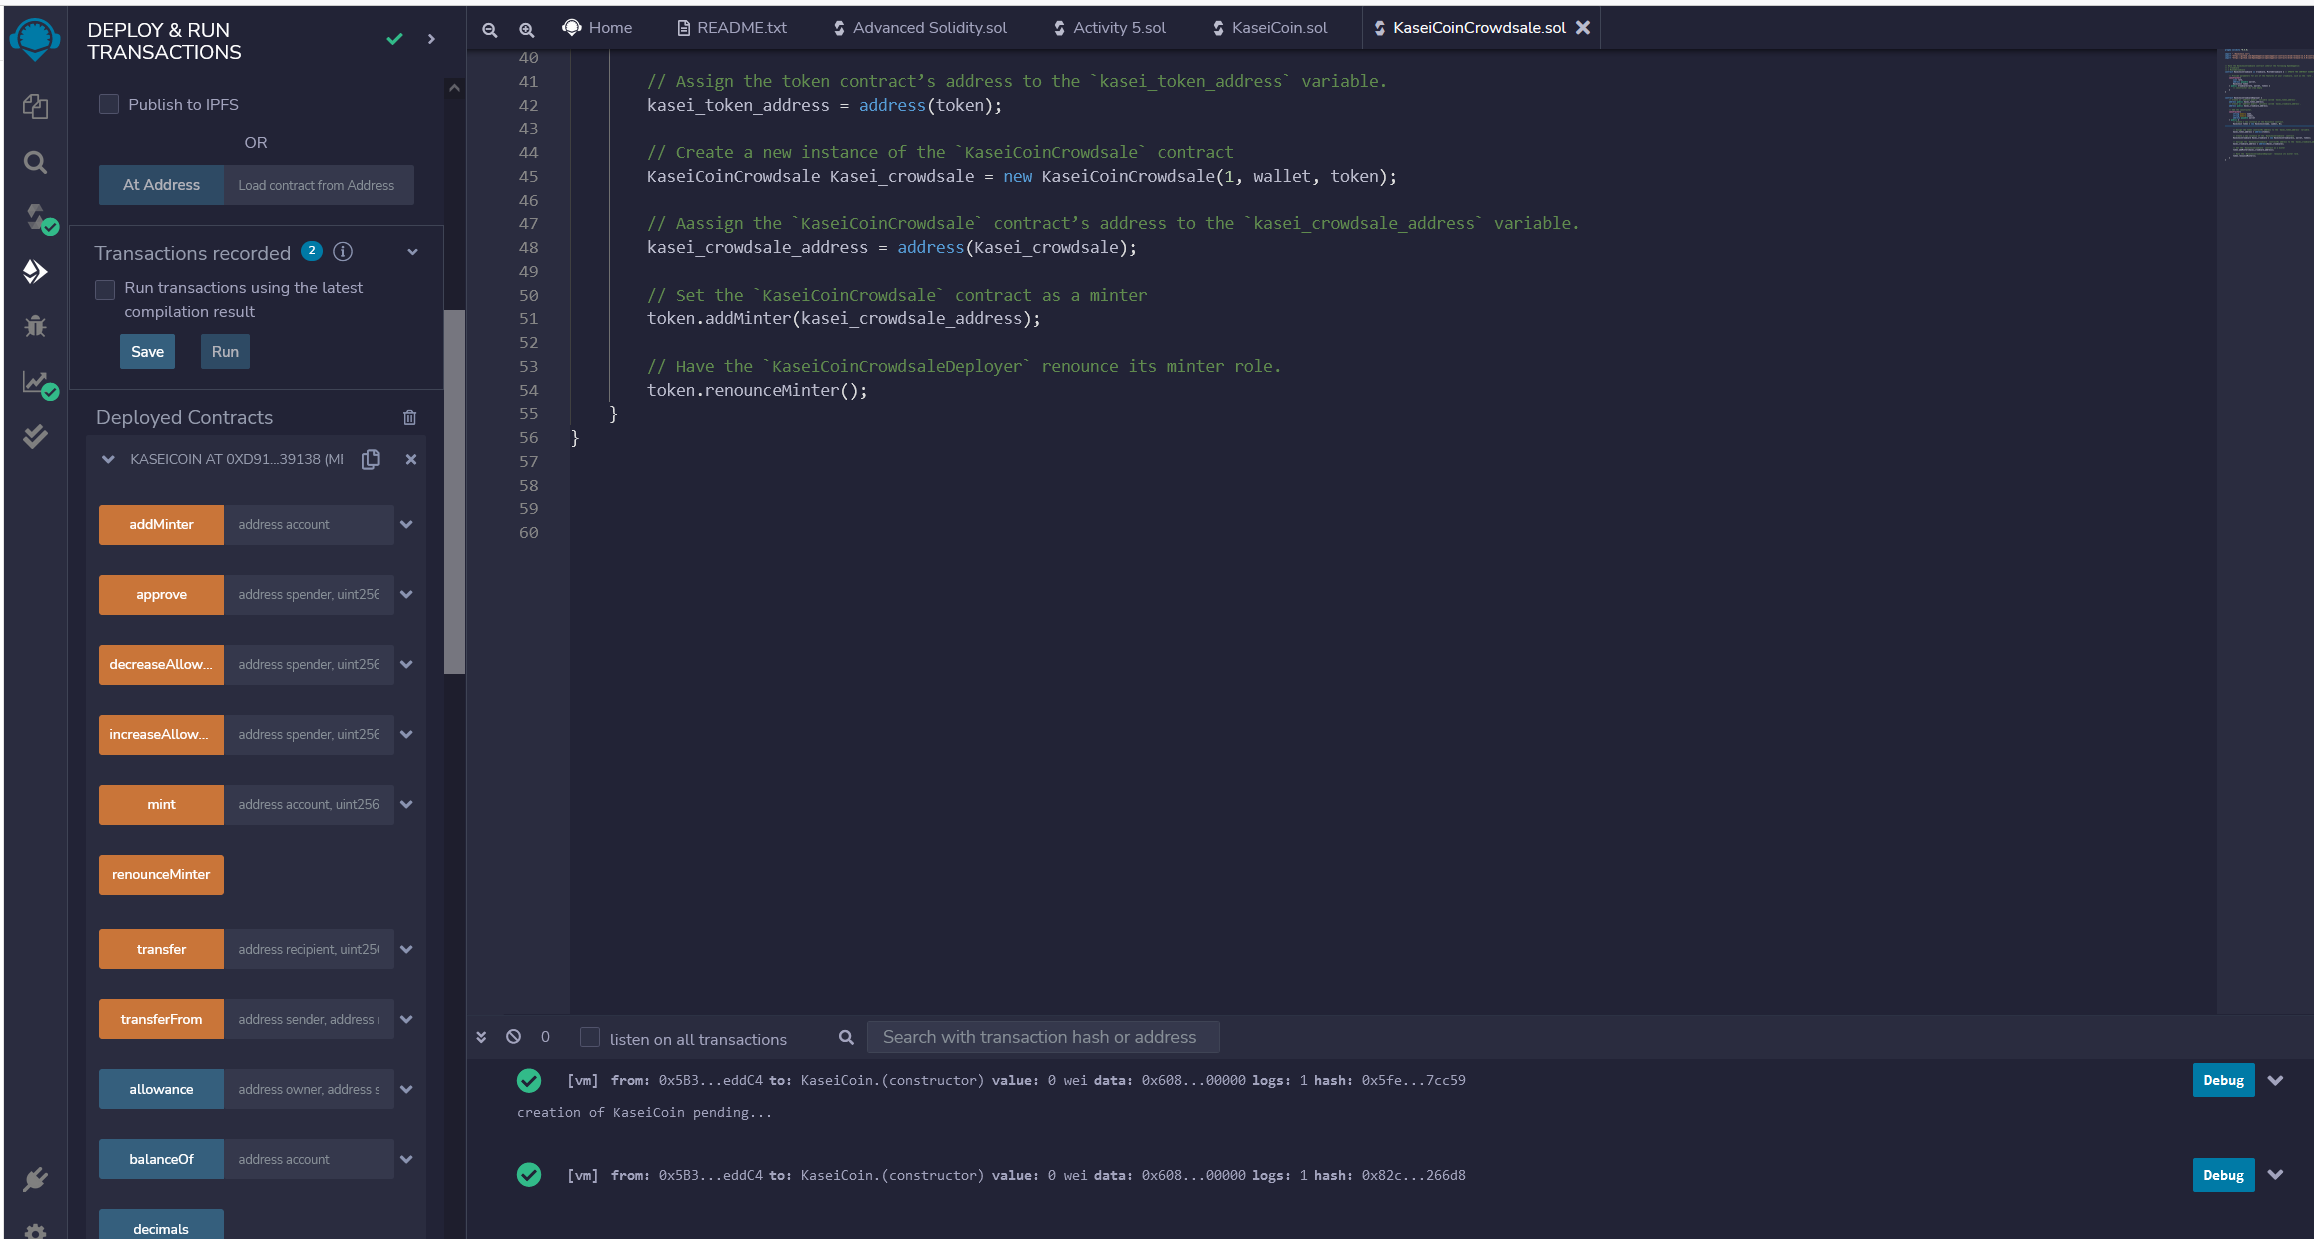 DEPLOY & RUN
TRANSACTIONS
Publish to IPFS
OR
At Address Load contract from Address
Transactions recorded 2
Run transactions using the latest
compilation result
Save Run
Deployed Contracts
KASEICOIN AT 0XD91...39138 (ME
addMinter address account
approve address spender, uint256
decreaseAllow... address spender, uint256
increaseAllow... address spender, uint256
mint address account, uint256
renounceMinter
transfer address recipient, uint25
transferFrom address sender, address
allowance address owner, address s
balanceOf address account
decimals
Home README.txt Advanced Solidity.sol Activity 5.sol KaseiCoin.sol KaseiCoinCrowdsale.sol
40
41 // Assign the token contract’s address to the `kasei_token_address` variable.
42 kasei_token_address = address(token);
43
44 // Create a new instance of the `KaseiCoinCrowdsale` contract
45 KaseiCoinCrowdsale Kasei_crowdsale = new KaseiCoinCrowdsale(1, wallet, token);
46
47 // Aassign the `KaseiCoinCrowdsale` contract’s address to the `kasei_crowdsale_address` variable.
48 kasei_crowdsale_address = address(Kasei_crowdsale);
49
50 // Set the `KaseiCoinCrowdsale` contract as a minter
51 token.addMinter(kasei_crowdsale_address);
52
53 // Have the `KaseiCoinCrowdsaleDeployer` renounce its minter role.
54 token.renounceMinter();
55 }
56 }
57
58
59
60
0 listen on all transactions Search with transaction hash or address
[vm] from: 0x5B3...eddC4 to: KaseiCoin.(constructor) value: 0 wei data: 0x608...00000 logs: 1 hash: 0x5fe...7cc59 Debug
creation of KaseiCoin pending...
[vm] from: 0x5B3...eddC4 to: KaseiCoin.(constructor) value: 0 wei data: 0x608...00000 logs: 1 hash: 0x82c...266d8 Debug